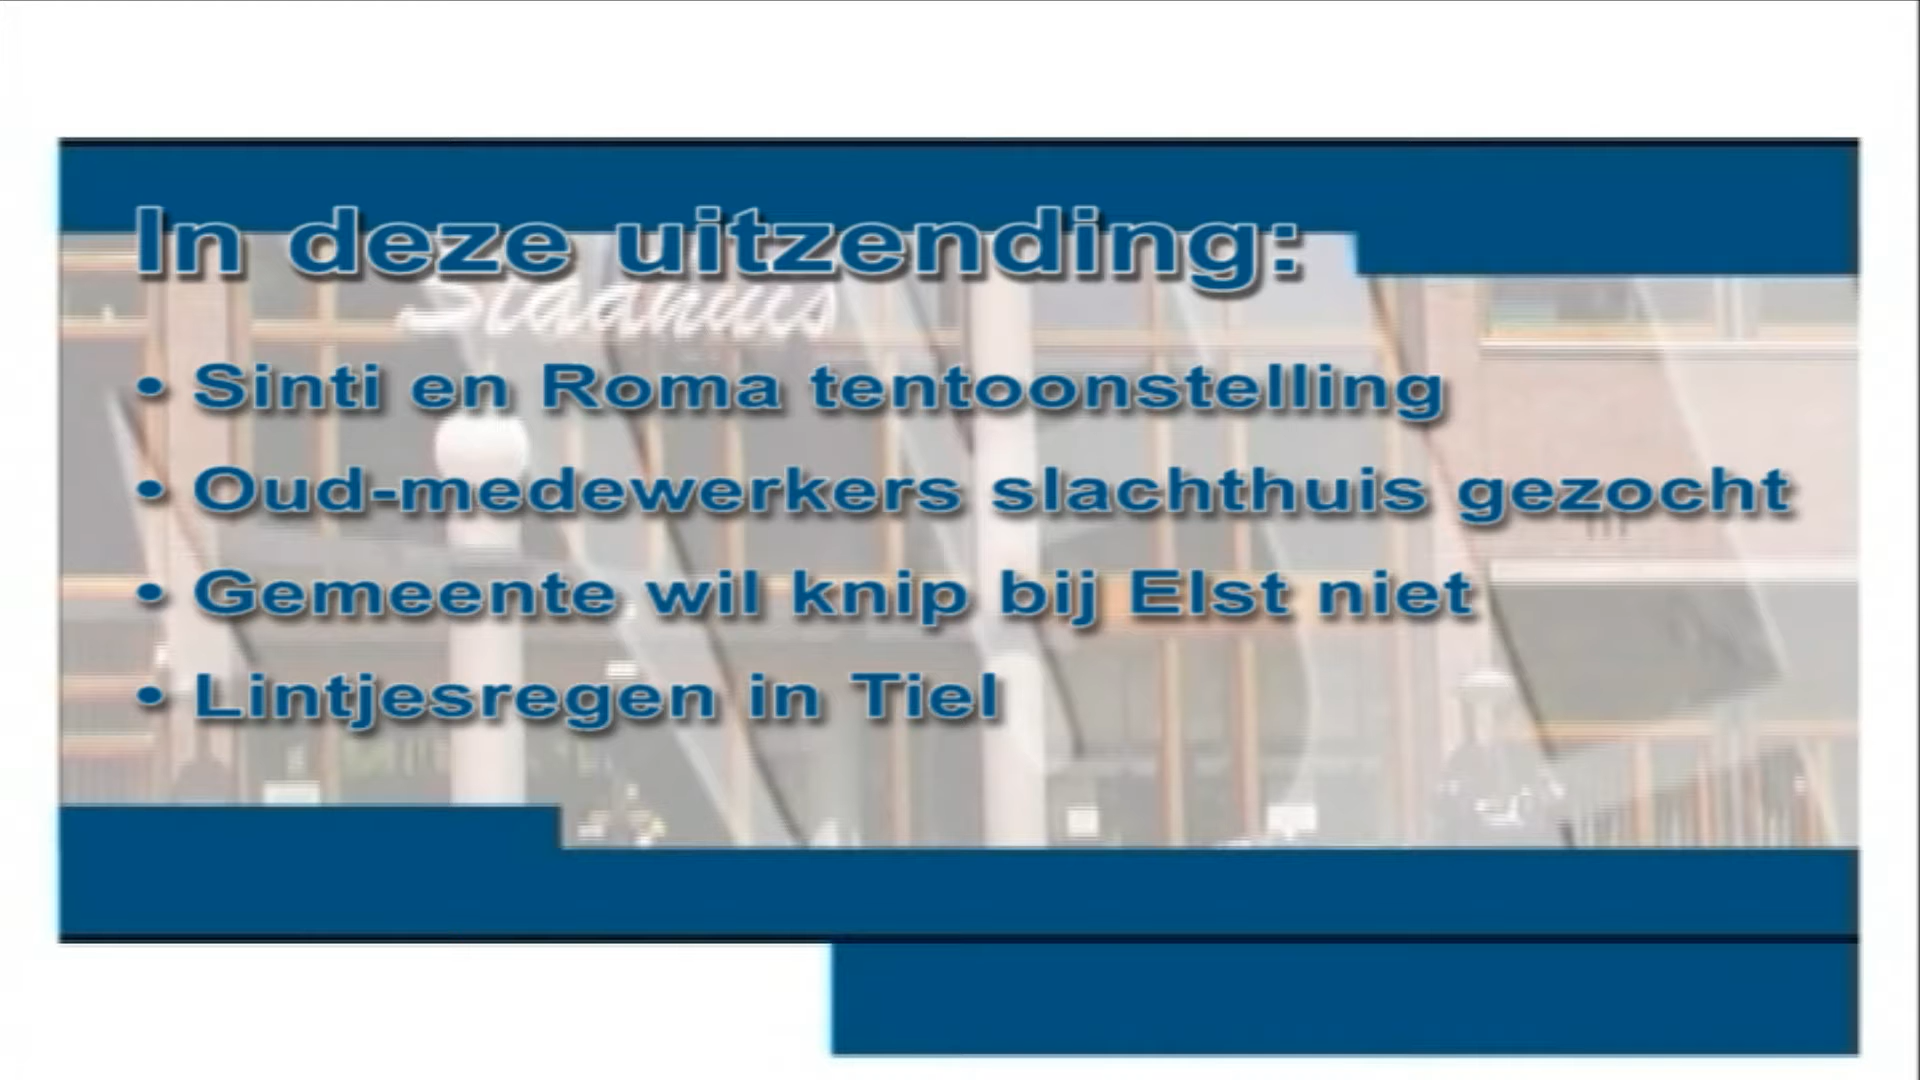 In deze uitzending:
Stadhuis
• Sinti en Roma tentoonstelling
• Oud-medewerkers slachthuis gezocht
• Gemeente wil knip bij Elst niet
• Lintjesregen in Tiel